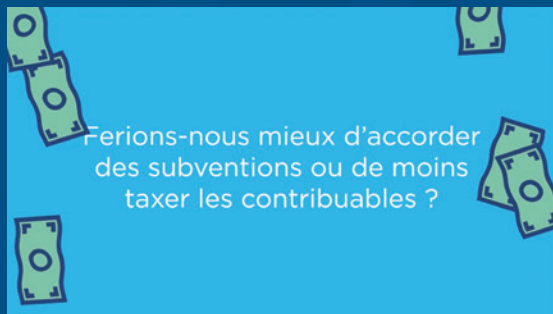 Ferions-nous mieux d'accorder
des subventions ou de moins
taxer les contribuables ?